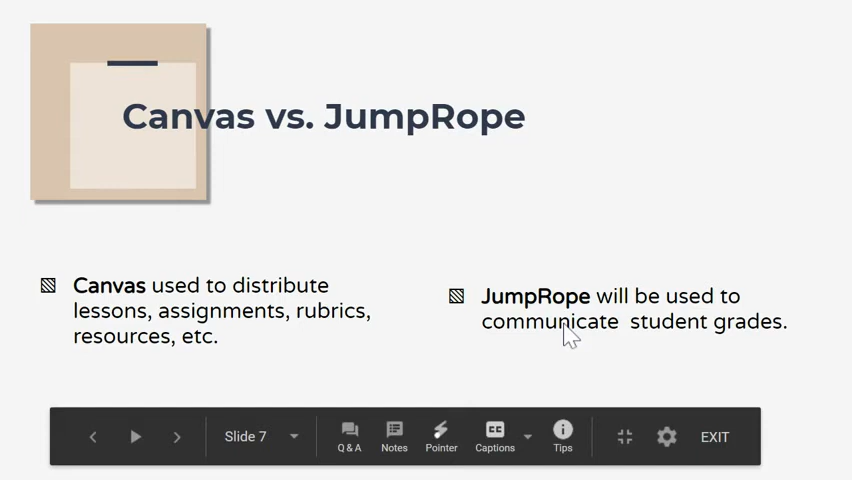 Canvas vs. JumpRope
Canvas used to distribute
lessons, assignments, rubrics,
resources, etc.
JumpRope will be used to
communicate student grades.
Slide 7
Q & A
Notes
Pointer
CC
Captions
Tips
EXIT